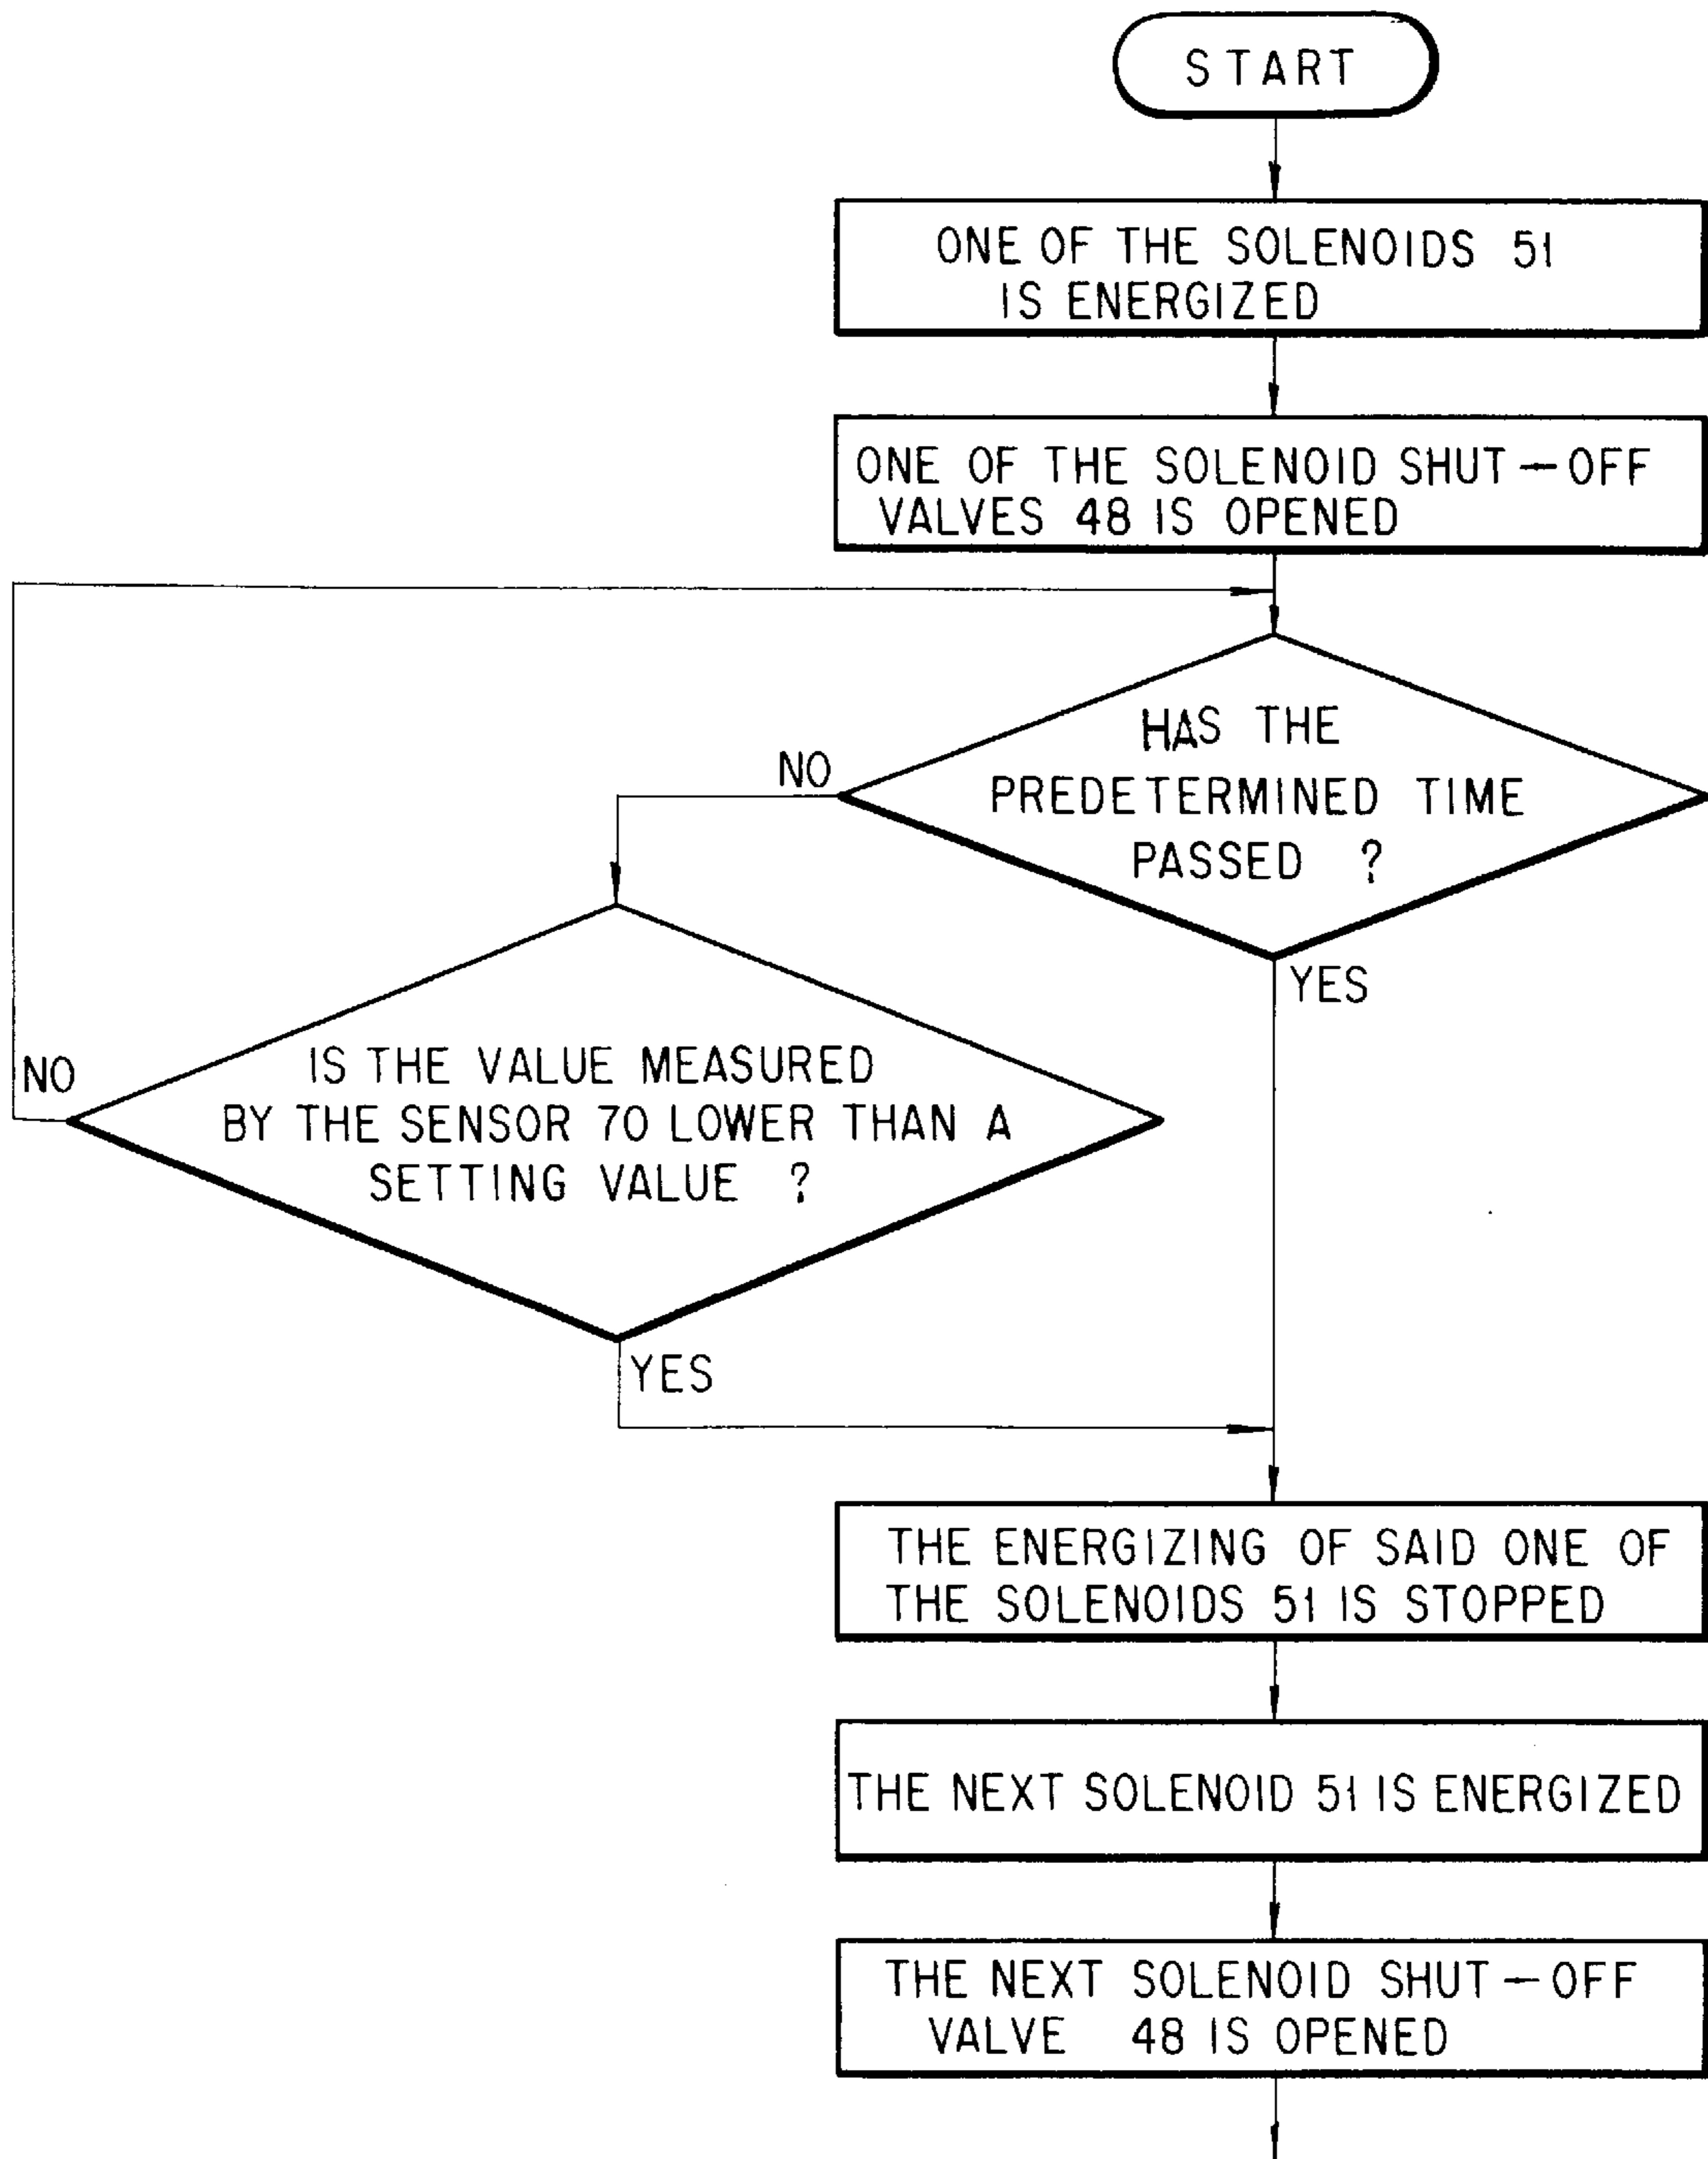 START
ONE OF THE SOLENOIDS 51
IS ENERGIZED
ONE OF THE SOLENOID SHUT-OFF
VALVES 48 IS OPENED
HAS THE
PREDETERMINED TIME
PASSED ?
NO
YES
IS THE VALUE MEASURED
BY THE SENSOR 70 LOWER THAN A
SETTING VALUE ?
NO
YES
THE ENERGIZING OF SAID ONE OF
THE SOLENOIDS 51 IS STOPPED
THE NEXT SOLENOID 51 IS ENERGIZED
THE NEXT SOLENOID SHUT-OFF
VALVE 48 IS OPENED